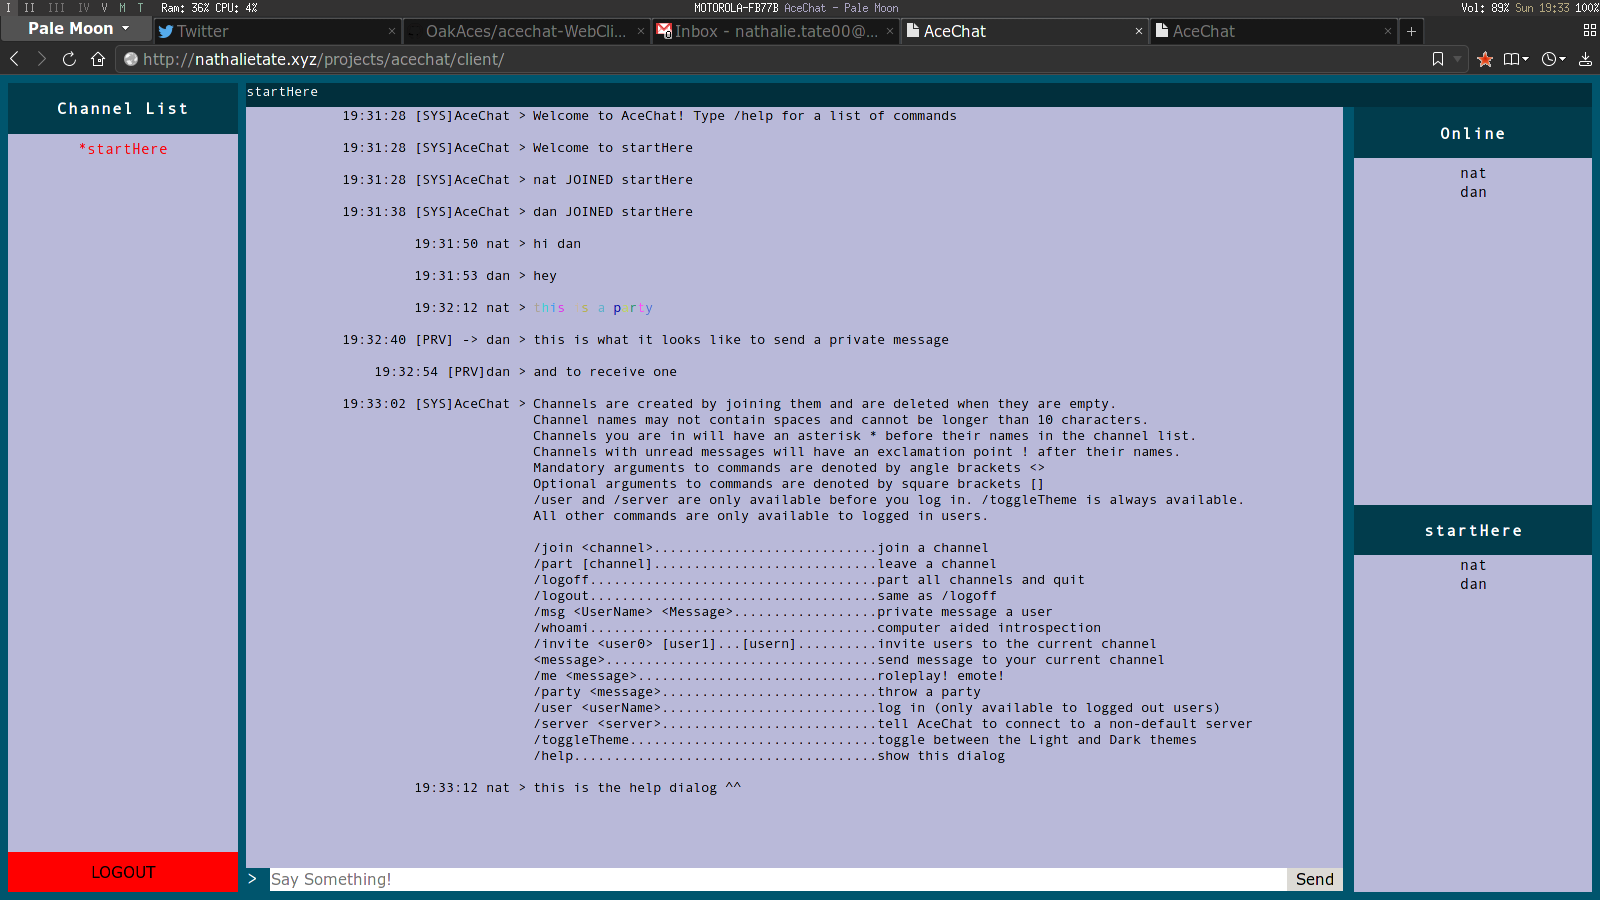 I II III IV V M T Ram: 36% CPU: 4% MOTOROLA-FB77B AceChat - Pale Moon Vol: 89% Sun 19:33 100%
Pale Moon Twitter × OakAces/acechat-WebCli... × Inbox - nathalie.tate00@... × AceChat × AceChat × +
http://nathalietate.xyz/projects/acechat/client/
Channel List
*startHere
LOGOUT
startHere
19:31:28 [SYS]AceChat > Welcome to AceChat! Type /help for a list of commands
19:31:28 [SYS]AceChat > Welcome to startHere
19:31:28 [SYS]AceChat > nat JOINED startHere
19:31:38 [SYS]AceChat > dan JOINED startHere
19:31:50 nat > hi dan
19:31:53 dan > hey
19:32:12 nat > this is a party
19:32:40 [PRV] -> dan > this is what it looks like to send a private message
19:32:54 [PRV]dan > and to receive one
19:33:02 [SYS]AceChat > Channels are created by joining them and are deleted when they are empty.
Channel names may not contain spaces and cannot be longer than 10 characters.
Channels you are in will have an asterisk * before their names in the channel list.
Channels with unread messages will have an exclamation point ! after their names.
Mandatory arguments to commands are denoted by angle brackets <>
Optional arguments to commands are denoted by square brackets []
/user and /server are only available before you log in. /toggleTheme is always available.
All other commands are only available to logged in users.
/join <channel>............................join a channel
/part [channel]............................leave a channel
/logoff....................................part all channels and quit
/logout....................................same as /logoff
/msg <UserName> <Message>..................private message a user
/whoami....................................computer aided introspection
/invite <user0> [user1]...[usern]..........invite users to the current channel
<message>..................................send message to your current channel
/me <message>..............................roleplay! emote!
/party <message>...........................throw a party
/user <userName>...........................log in (only available to logged out users)
/server <server>...........................tell AceChat to connect to a non-default server
/toggleTheme...............................toggle between the Light and Dark themes
/help......................................show this dialog
19:33:12 nat > this is the help dialog ^^
> Say Something! Send
Online
nat
dan
startHere
nat
dan